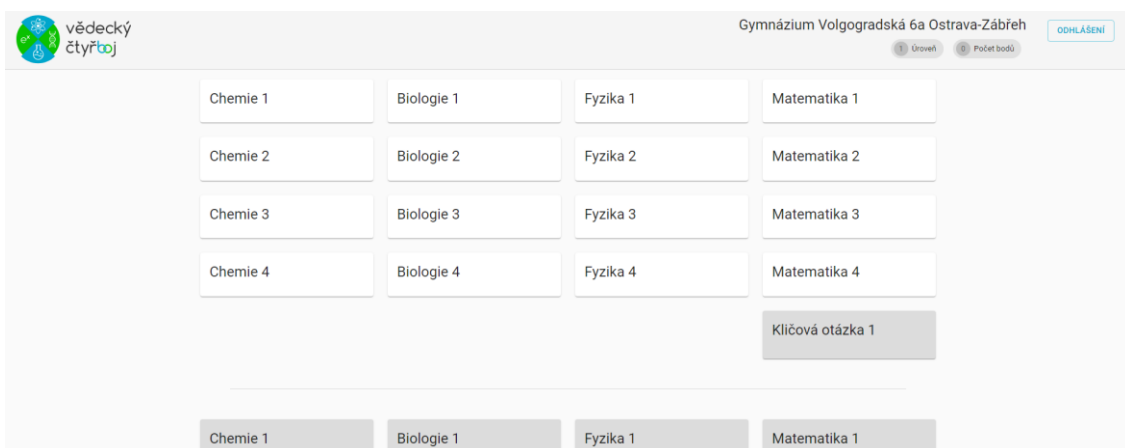 vědecký
čtyřboj
e+
Gymnázium Volgogradská 6a Ostrava-Zábřeh
1 Úroveň 0 Počet bodů
ODHLÁŠENÍ
Chemie 1 Biologie 1 Fyzika 1 Matematika 1
Chemie 2 Biologie 2 Fyzika 2 Matematika 2
Chemie 3 Biologie 3 Fyzika 3 Matematika 3
Chemie 4 Biologie 4 Fyzika 4 Matematika 4
Kličová otázka 1
Chemie 1 Biologie 1 Fyzika 1 Matematika 1